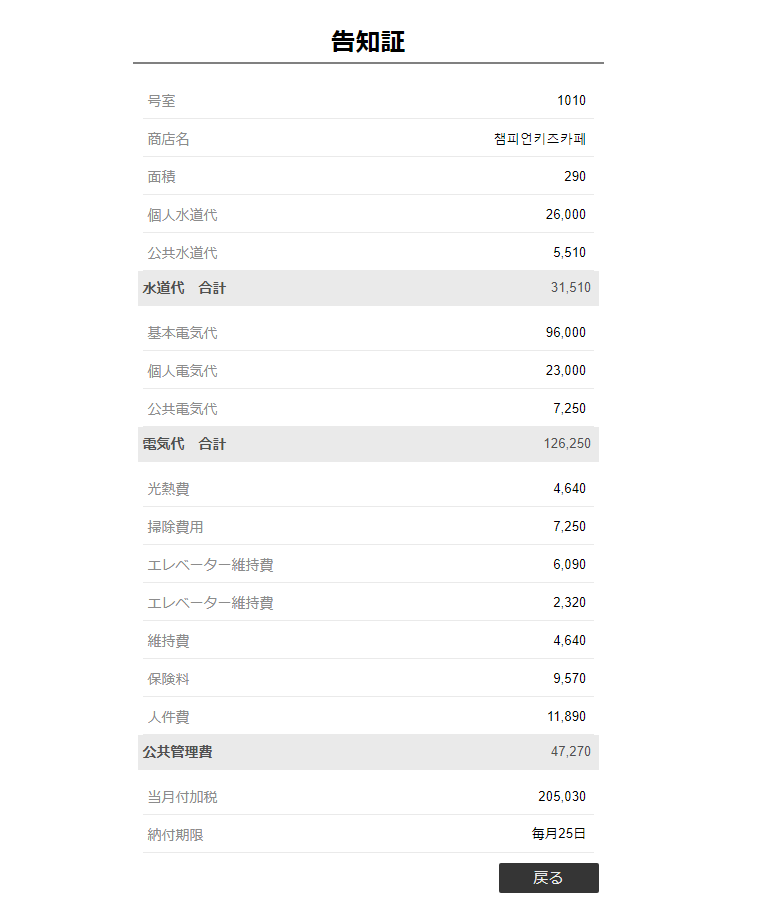 告知証
号室 1010
商店名 챔피언키즈카페
面積 290
個人水道代 26,000
公共水道代 5,510
水道代　合計 31,510
基本電気代 96,000
個人電気代 23,000
公共電気代 7,250
電気代　合計 126,250
光熱費 4,640
掃除費用 7,250
エレベーター維持費 6,090
エレベーター維持費 2,320
維持費 4,640
保険料 9,570
人件費 11,890
公共管理費 47,270
当月付加税 205,030
納付期限 毎月25日
戻る